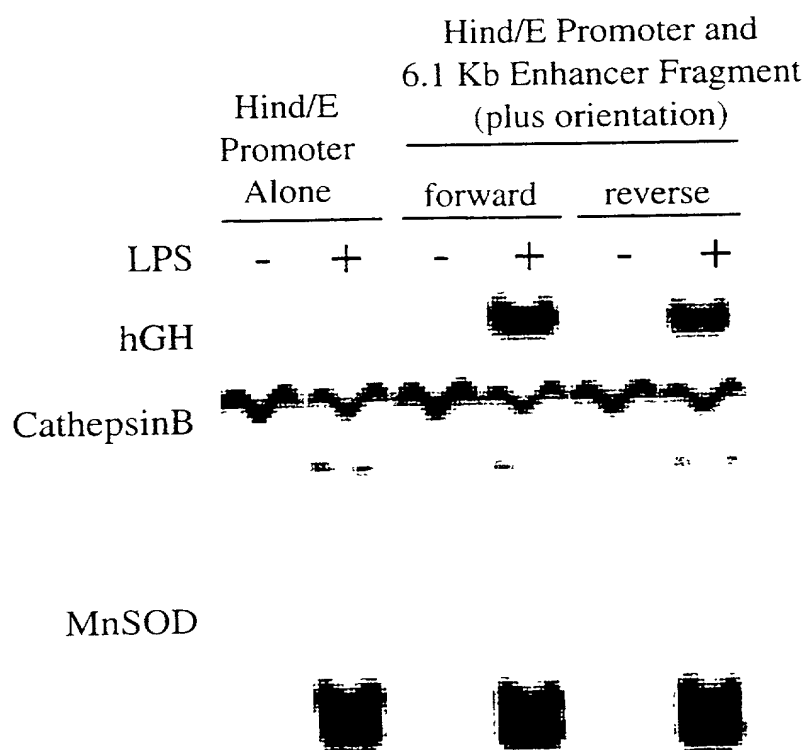 Hind/E Promoter and
6.1 Kb Enhancer Fragment
(plus orientation)
Hind/E
Promoter
Alone
forward
reverse
LPS - + - + - +
hGH
CathepsinB
MnSOD